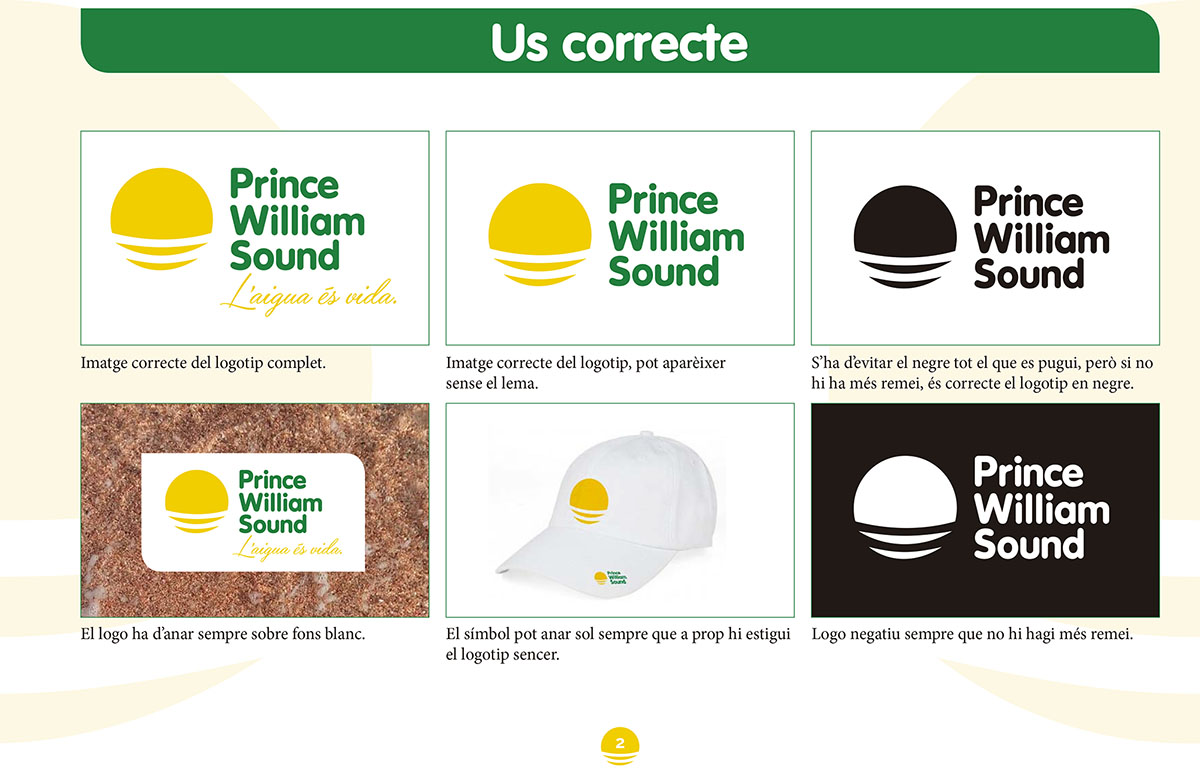 Us correcte
Prince
William
Sound
L'aigua és vida.
Prince
William
Sound
Prince
William
Sound
Imatge correcte del logotip complet.
Imatge correcte del logotip, pot aparèixer
sense el lema.
S’ha d’evitar el negre tot el que es pugui, però si no
hi ha més remei, és correcte el logotip en negre.
Prince
William
Sound
L'aigua és vida.
Prince
William
Sound
Prince
William
Sound
El logo ha d’anar sempre sobre fons blanc.
El símbol pot anar sol sempre que a prop hi estigui
el logotip sencer.
Logo negatiu sempre que no hi hagi més remei.
2